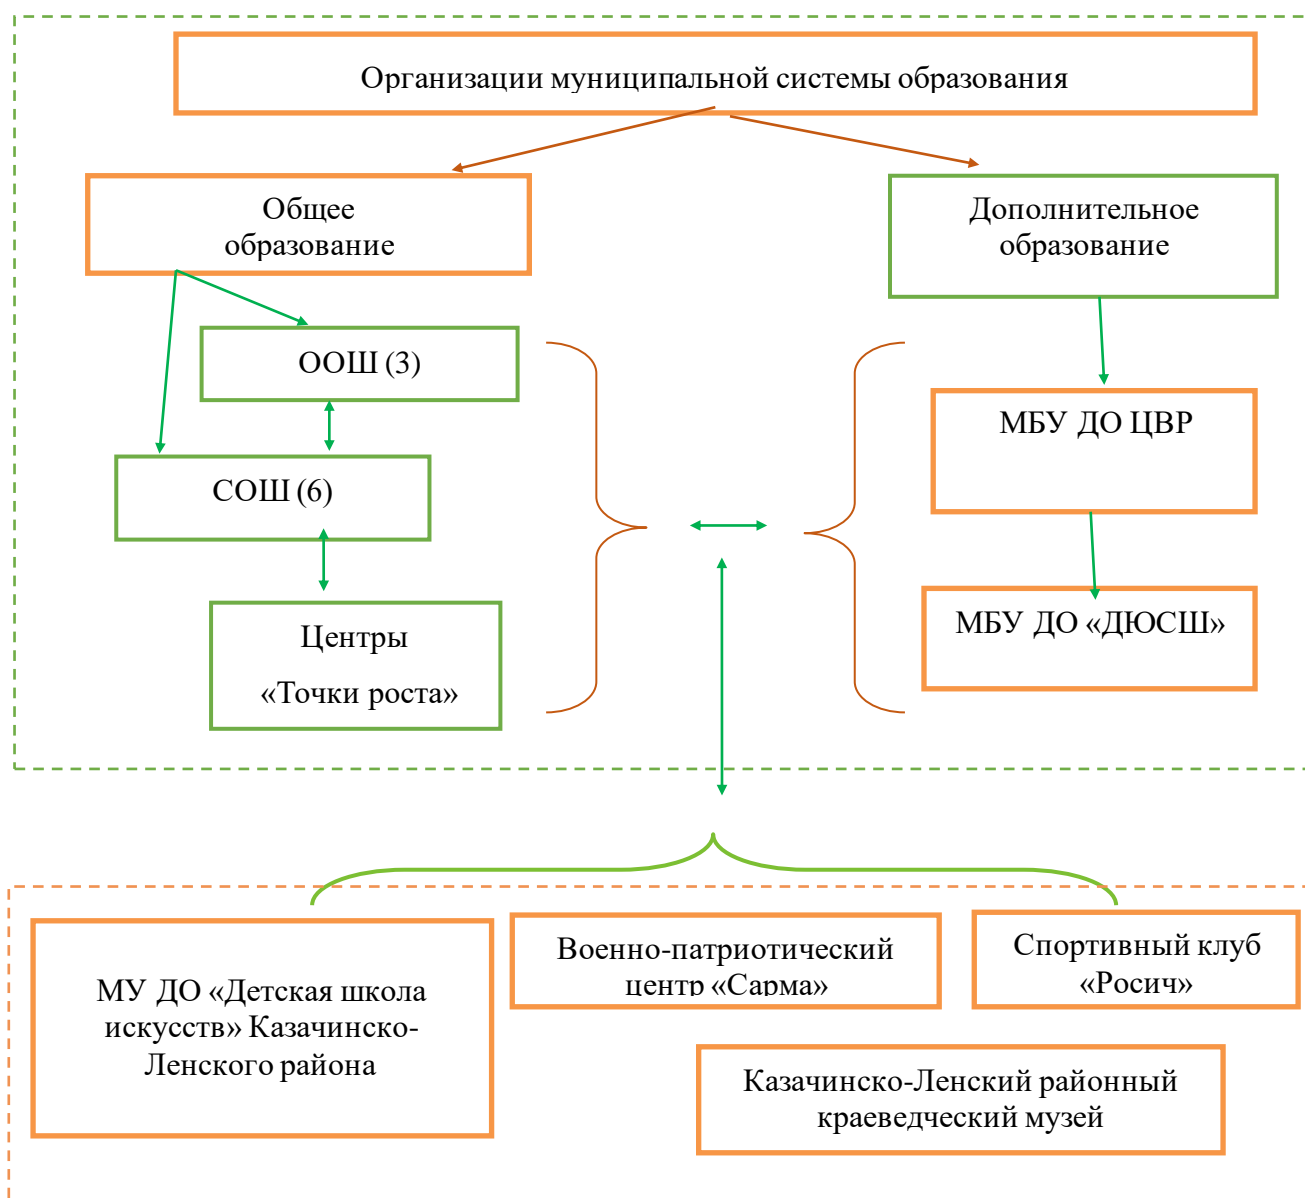 Организации муниципальной системы образования
Общее
образование
Дополнительное
образование
ООШ (3)
МБУ ДО ЦВР
СОШ (6)
МБУ ДО «ДЮСШ»
Центры
«Точки роста»
МУ ДО «Детская школа
искусств» Казачинско-
Ленского района
Военно-патриотический
центр «Сарма»
Спортивный клуб
«Росич»
Казачинско-Ленский районный
краеведческий музей